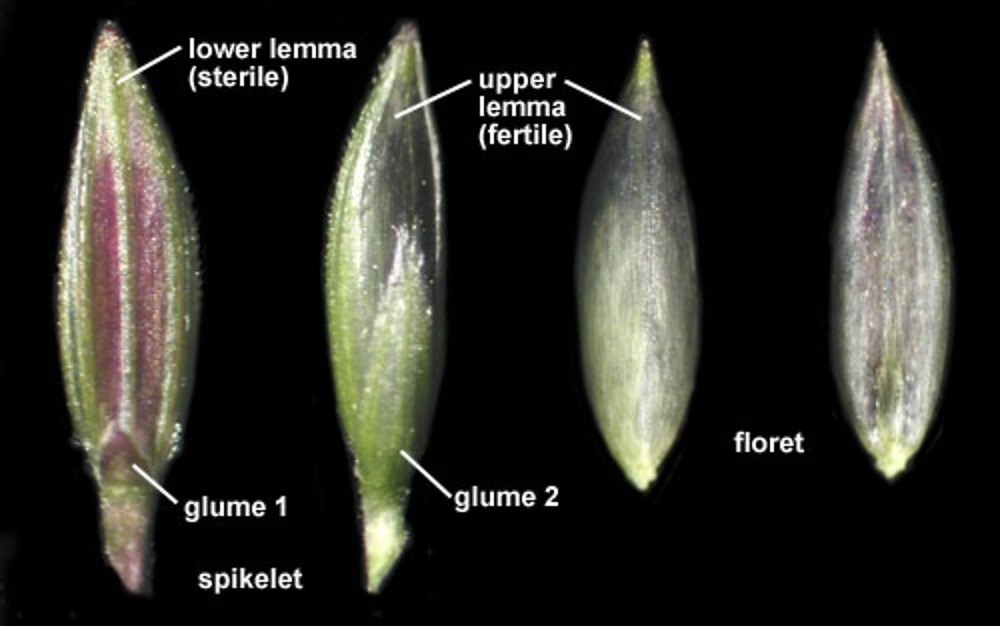 lower lemma
(sterile)
upper
lemma
(fertile)
glume 1
glume 2
floret
spikelet